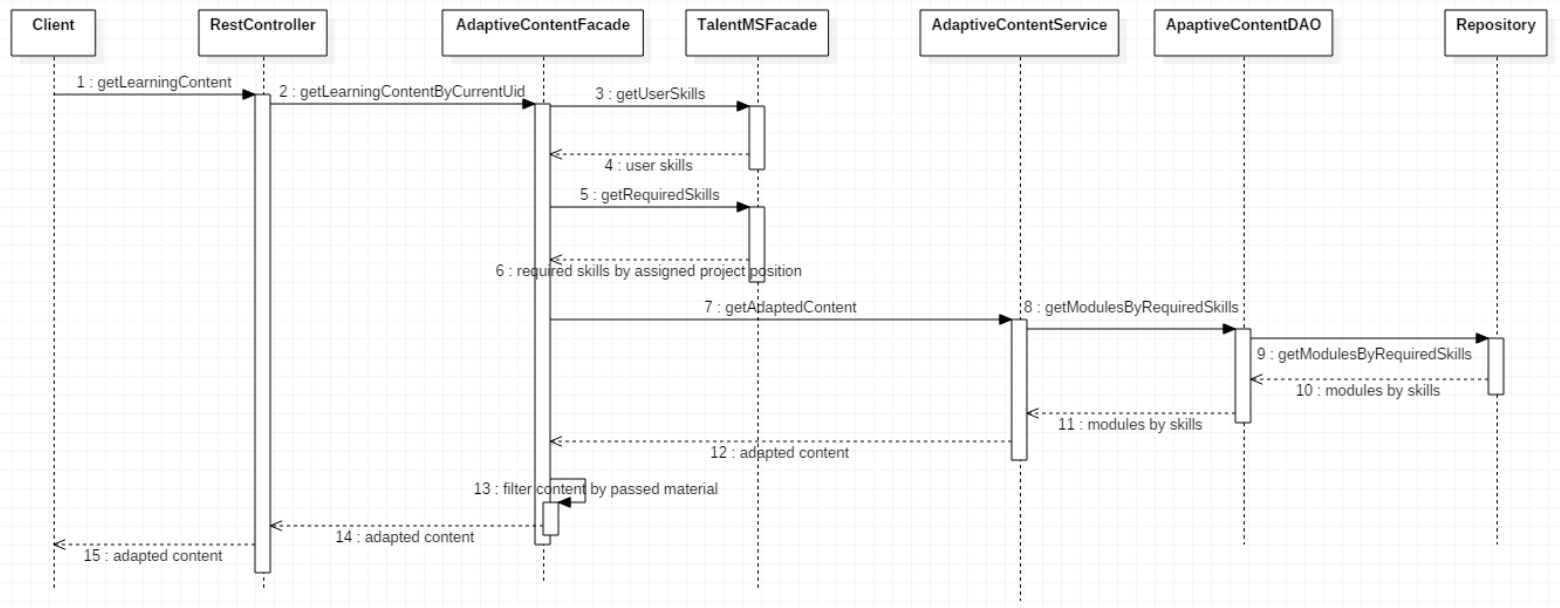 Client
RestController
AdaptiveContentFacade
TalentMSFacade
AdaptiveContentService
ApaptiveContentDAO
Repository
1 : getLearningContent
2 : getLearningContentByCurrentUid
3 : getUserSkills
4 : user skills
5 : getRequiredSkills
6 : required skills by assigned project position
7 : getAdaptedContent
8 : getModulesByRequiredSkills
9 : getModulesByRequiredSkills
10 : modules by skills
11 : modules by skills
12 : adapted content
13 : filter content by passed material
14 : adapted content
15 : adapted content